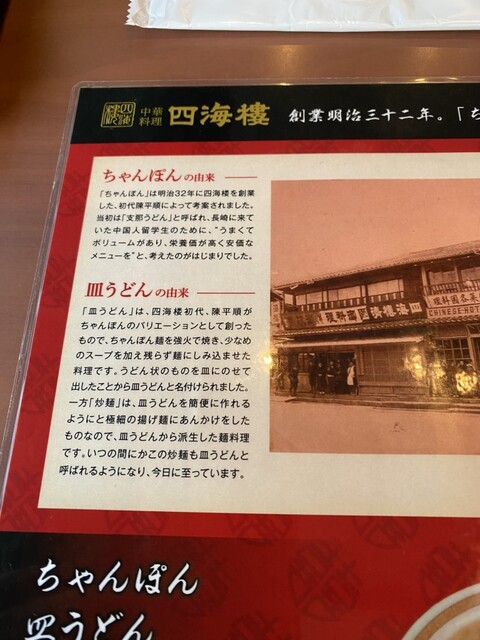 中華
料理
四海樓
創業明治三十二年。「ち
ちゃんぽんの由来
「ちゃんぽん」は明治32年に四海樓を創業
した、初代陳平順によって考案されました。
当初は「支那うどん」と呼ばれ、長崎に来て
いた中国人留学生のために、“うまくて
ボリュームがあり、栄養価が高く安価な
メニューを”と、考えたのがはじまりでした。
皿うどんの由来
「皿うどん」は、四海樓初代、陳平順が
ちゃんぽんのバリエーションとして創った
もので、ちゃんぽん麺を強火で焼き、少なめ
のスープを加え残らず麺にしみ込ませた
料理です。うどん状のものを皿にのせて
出したことから皿うどんと名付けられました。
一方「炒麺」は、皿うどんを簡便に作れる
ようにと極細の揚げ麺にあんかけをした
ものなので、皿うどんから派生した麺料理
です。いつの間にかこの炒麺も皿うどんと
呼ばれるようになり、今日に至っています。
CHINESE-HOT
ちゃんぽん
皿うどん